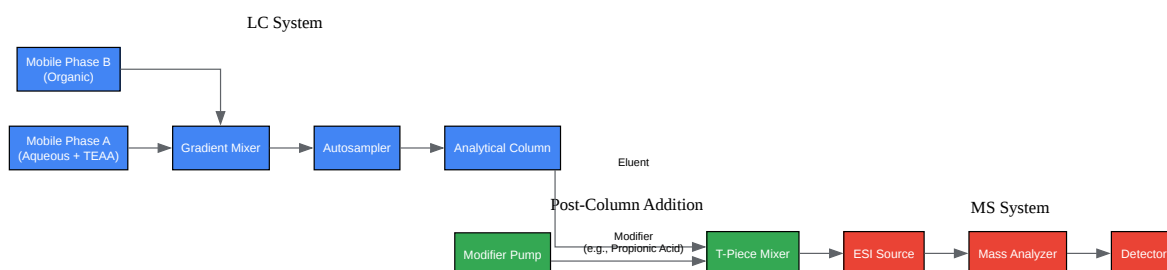 LC System
Mobile Phase B
(Organic)
Mobile Phase A
(Aqueous + TEAA)
Gradient Mixer
Autosampler
Analytical Column
Eluent
Post-Column Addition
MS System
Modifier
(e.g., Propionic Acid)
Modifier Pump
T-Piece Mixer
ESI Source
Mass Analyzer
Detector